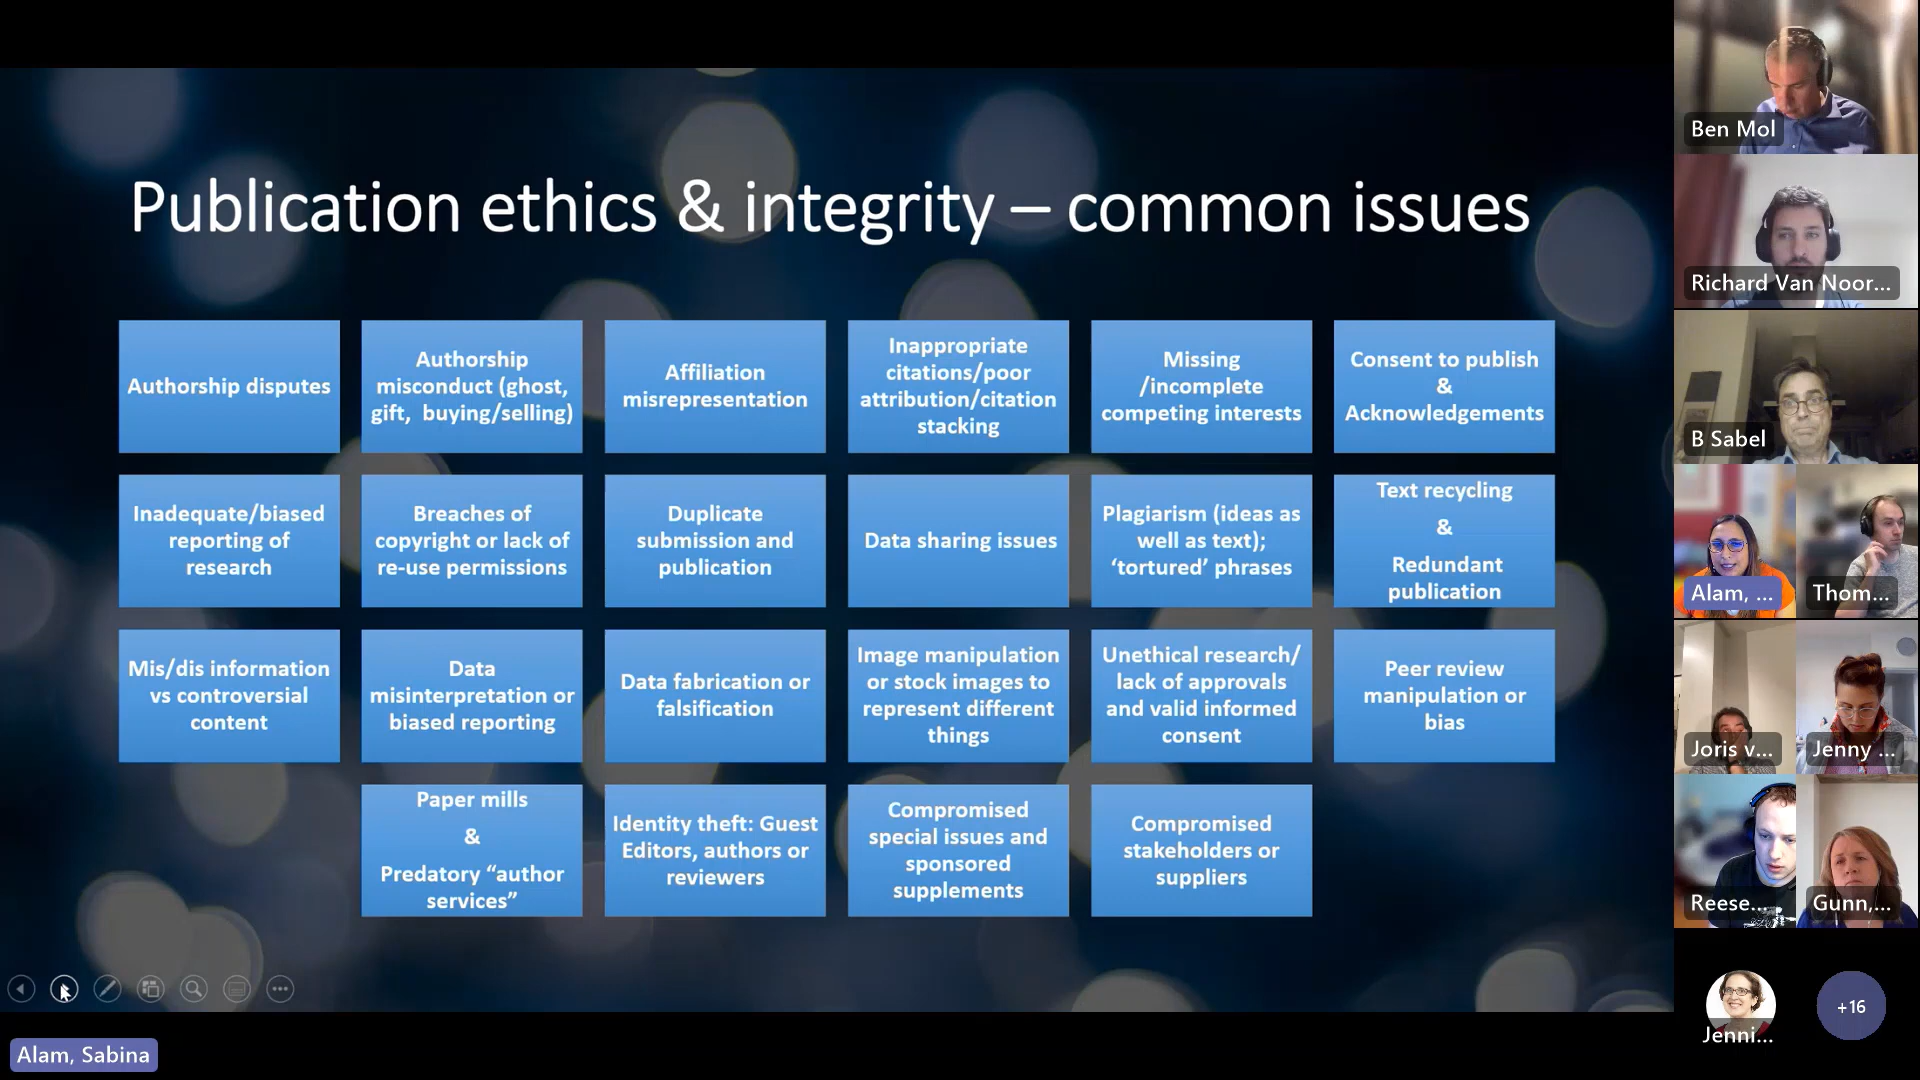 Publication ethics & integrity – common issues
Authorship disputes
Authorship
misconduct (ghost,
gift, buying/selling)
Affiliation
misrepresentation
Inappropriate
citations/poor
attribution/citation
stacking
Missing
/incomplete
competing interests
Consent to publish
&
Acknowledgements
Inadequate/biased
reporting of
research
Breaches of
copyright or lack of
re-use permissions
Duplicate
submission and
publication
Data sharing issues
Plagiarism (ideas as
well as text);
‘tortured’ phrases
Text recycling
&
Redundant
publication
Mis/dis information
vs controversial
content
Data
misinterpretation or
biased reporting
Data fabrication or
falsification
Image manipulation
or stock images to
represent different
things
Unethical research/
lack of approvals
and valid informed
consent
Peer review
manipulation or
bias
Paper mills
&
Predatory “author
services”
Identity theft: Guest
Editors, authors or
reviewers
Compromised
special issues and
sponsored
supplements
Compromised
stakeholders or
suppliers
Alam, Sabina
Ben Mol
Richard Van Noor...
B Sabel
Alam, ...
Thom...
Joris v...
Jenny ...
Reese...
Gunn,...
Jenni...
+16